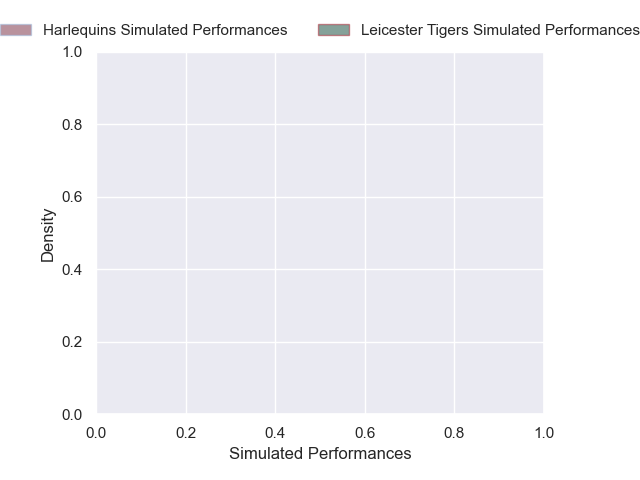 Harlequins Simulated Performances
Leicester Tigers Simulated Performances
1.0
0.8
0.6
0.4
0.2
0.0
Density
0.0 0.2 0.4 0.6 0.8 1.0
Simulated Performances